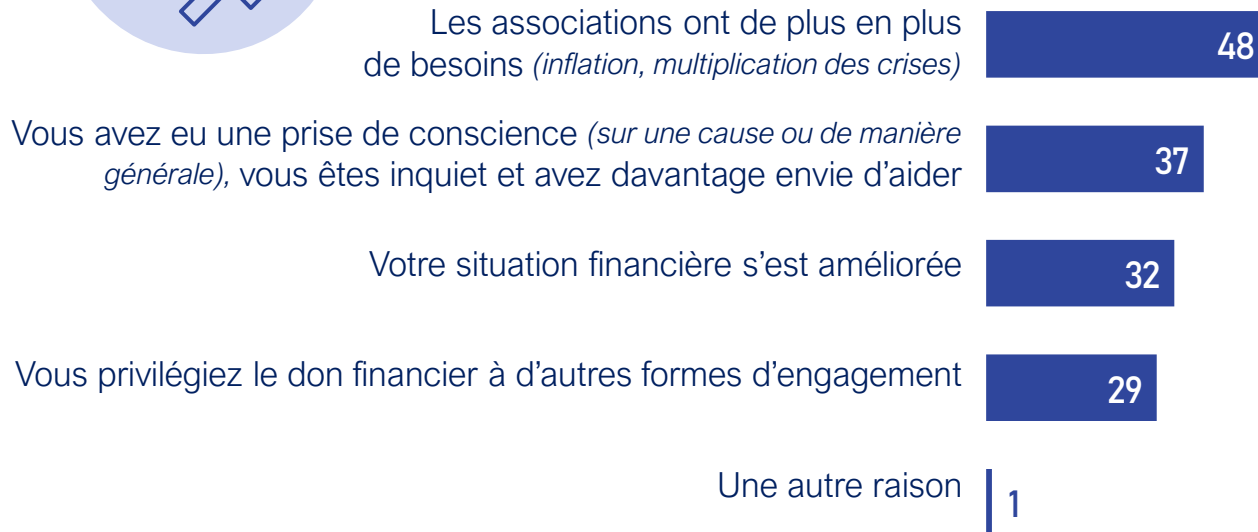 Les associations ont de plus en plus
de besoins (inflation, multiplication des crises)
48
Vous avez eu une prise de conscience (sur une cause ou de manière
générale), vous êtes inquiet et avez davantage envie d'aider
37
Votre situation financière s'est améliorée
32
Vous privilégiez le don financier à d'autres formes d'engagement
29
Une autre raison
1